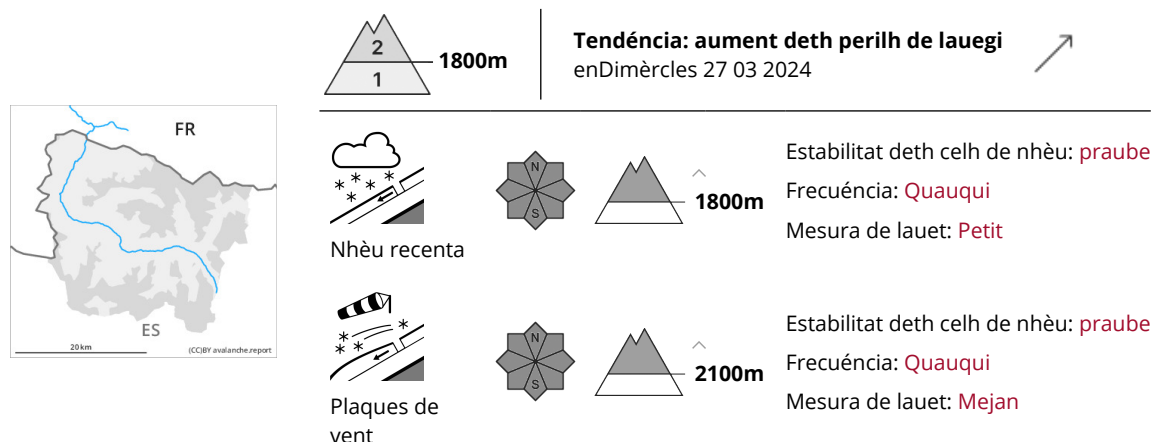 2
1
1800m
Tendéncia: aument deth perilh de lauegi
enDimèrcles 27 03 2024
FR
ES
20 km
(CC)BY avalanche.report
N
S
1800m
Nhèu recenta
Estabilitat deth celh de nhèu: praube
Frecuéncia: Quauqui
Mesura de lauet: Petit
N
S
2100m
Plaques de
vent
Estabilitat deth celh de nhèu: praube
Frecuéncia: Quauqui
Mesura de lauet: Mejan